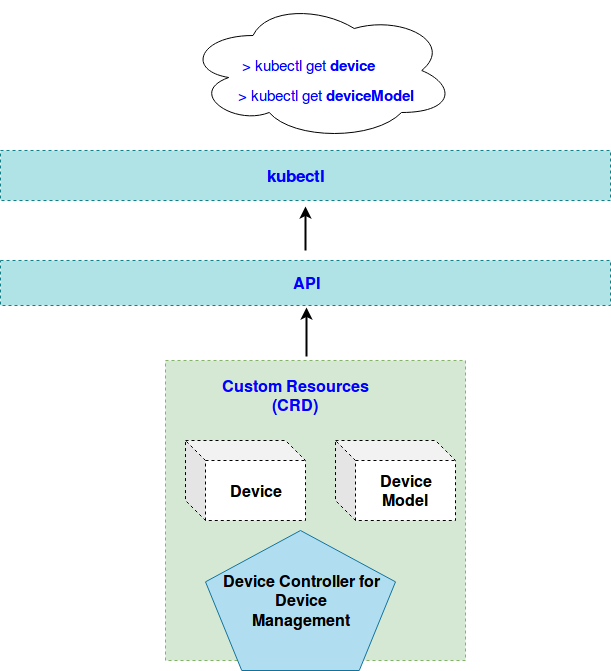 > kubectl get device
> kubectl get deviceModel
kubectl
API
Custom Resources
(CRD)
Device
Device
Model
Device Controller for
Device
Management